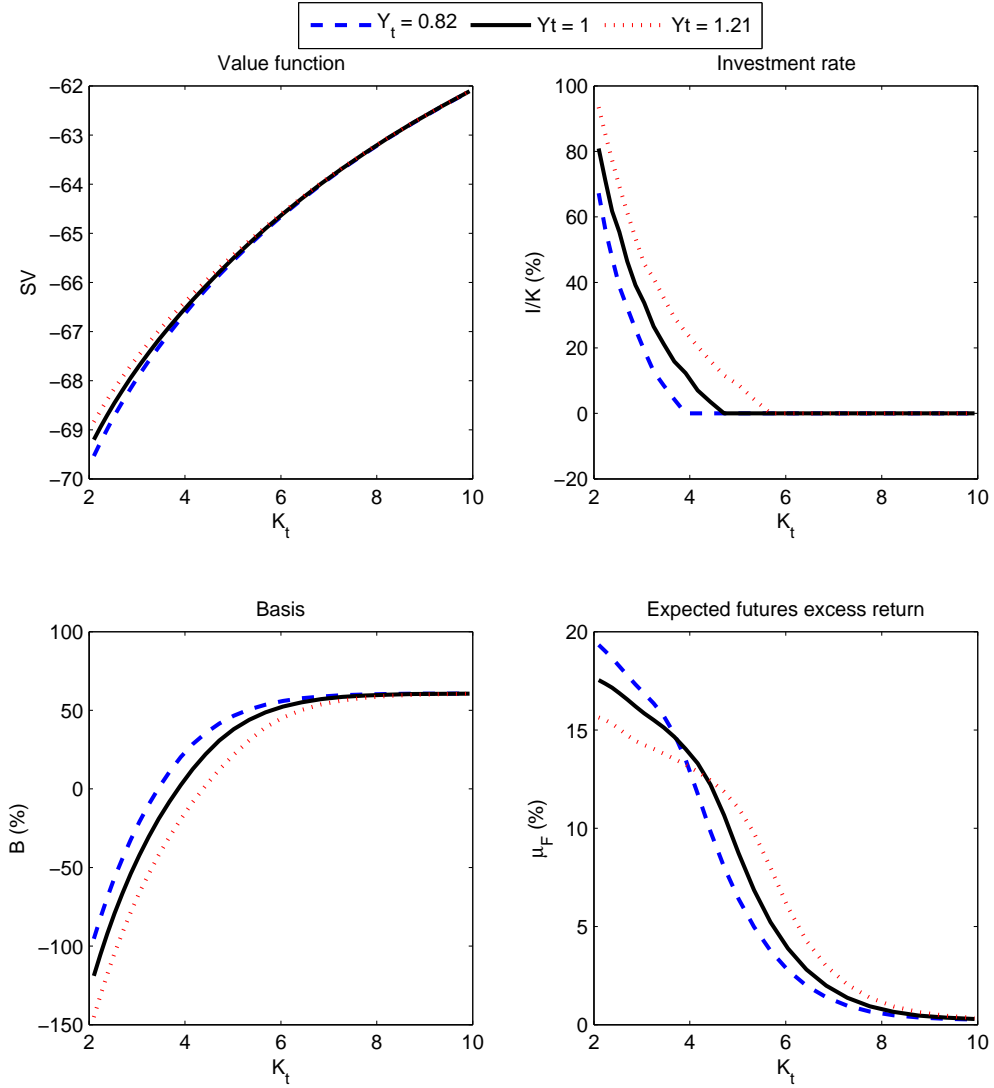 Y_t = 0.82 Yt = 1 Yt = 1.21
Value function
SV
−62
−63
−64
−65
−66
−67
−68
−69
−70
2 4 6 8 10
K_t
Investment rate
I/K (%)
100
80
60
40
20
0
−20
2 4 6 8 10
K_t
Basis
B (%)
100
50
0
−50
−100
−150
2 4 6 8 10
K_t
Expected futures excess return
μ_F (%)
20
15
10
5
0
2 4 6 8 10
K_t